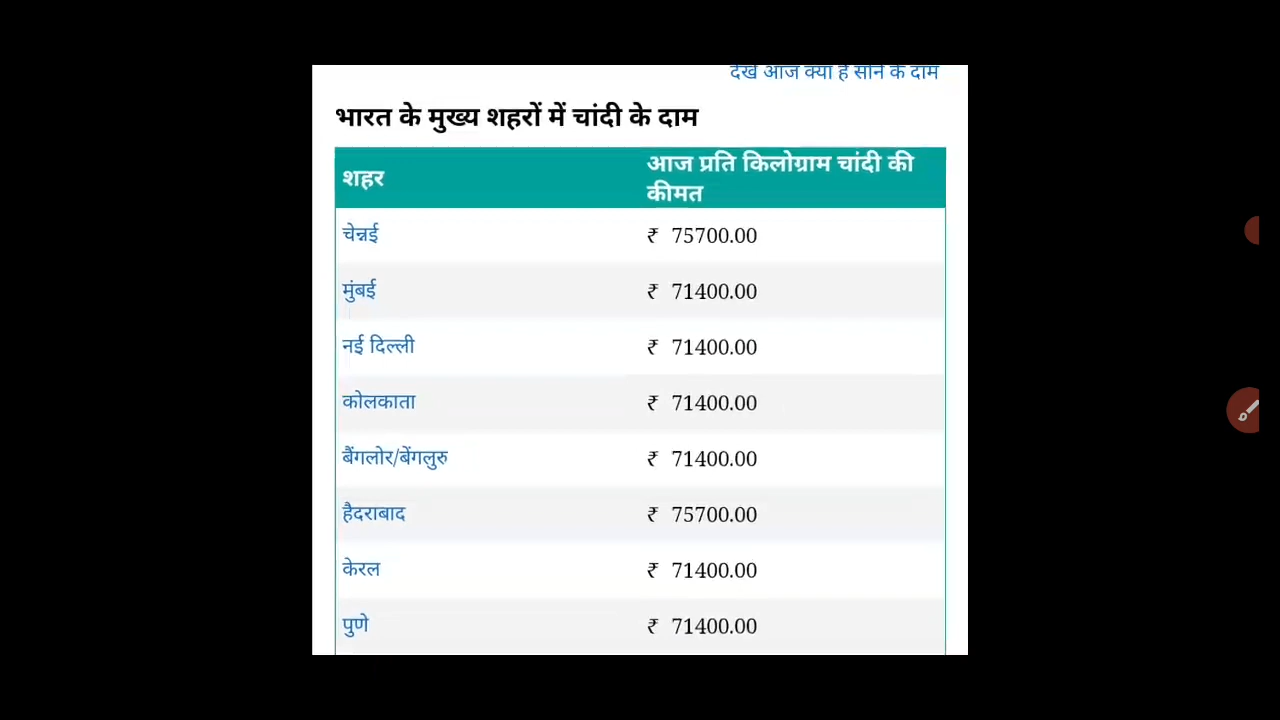 देखें आज क्या है सोने के दाम
भारत के मुख्य शहरों में चांदी के दाम
शहर आज प्रति किलोग्राम चांदी की कीमत
चेन्नई ₹ 75700.00
मुंबई ₹ 71400.00
नई दिल्ली ₹ 71400.00
कोलकाता ₹ 71400.00
बैंगलोर/बेंगलुरु ₹ 71400.00
हैदराबाद ₹ 75700.00
केरल ₹ 71400.00
पुणे ₹ 71400.00